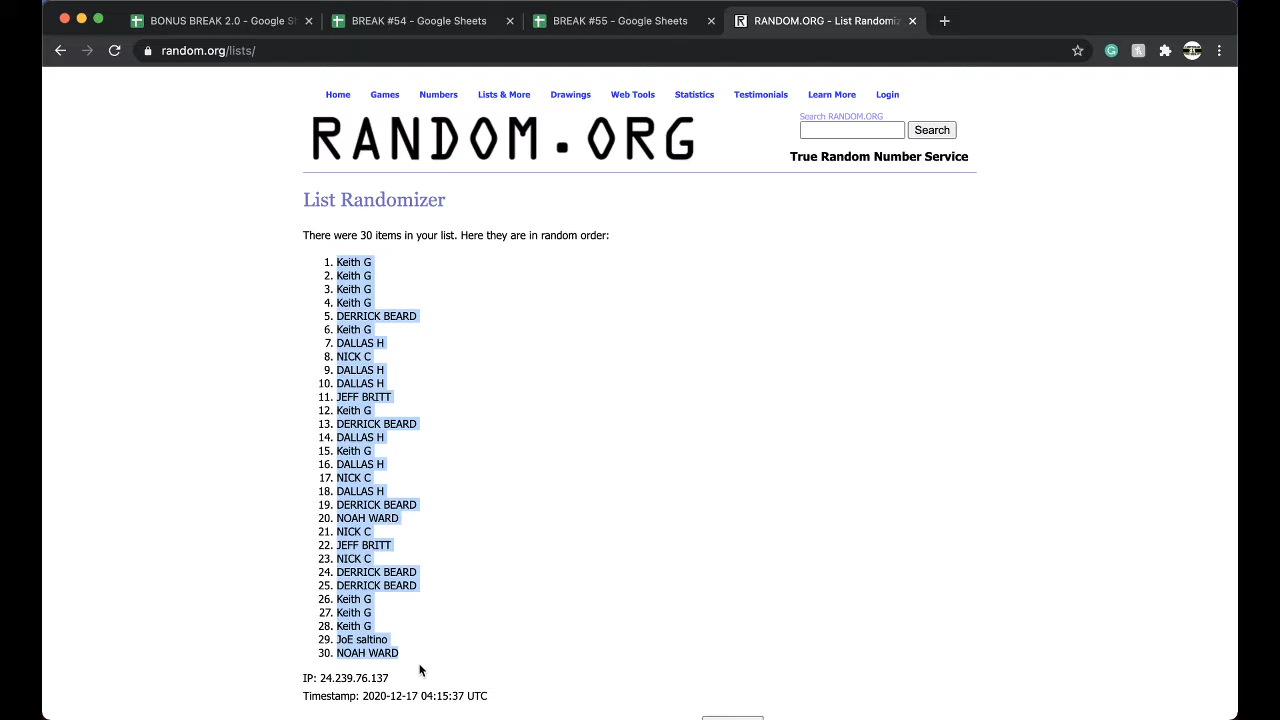 BONUS BREAK 2.0 - Google Sh
BREAK #54 - Google Sheets
BREAK #55 - Google Sheets
RANDOM.ORG - List Randomiz
random.org/lists/
Home Games Numbers Lists & More Drawings Web Tools Statistics Testimonials Learn More Login
RANDOM.ORG
Search RANDOM.ORG
Search
True Random Number Service
List Randomizer
There were 30 items in your list. Here they are in random order:
1. Keith G
2. Keith G
3. Keith G
4. Keith G
5. DERRICK BEARD
6. Keith G
7. DALLAS H
8. NICK C
9. DALLAS H
10. DALLAS H
11. JEFF BRITT
12. Keith G
13. DERRICK BEARD
14. DALLAS H
15. Keith G
16. DALLAS H
17. NICK C
18. DALLAS H
19. DERRICK BEARD
20. NOAH WARD
21. NICK C
22. JEFF BRITT
23. NICK C
24. DERRICK BEARD
25. DERRICK BEARD
26. Keith G
27. Keith G
28. Keith G
29. JoE saltino
30. NOAH WARD
IP: 24.239.76.137
Timestamp: 2020-12-17 04:15:37 UTC